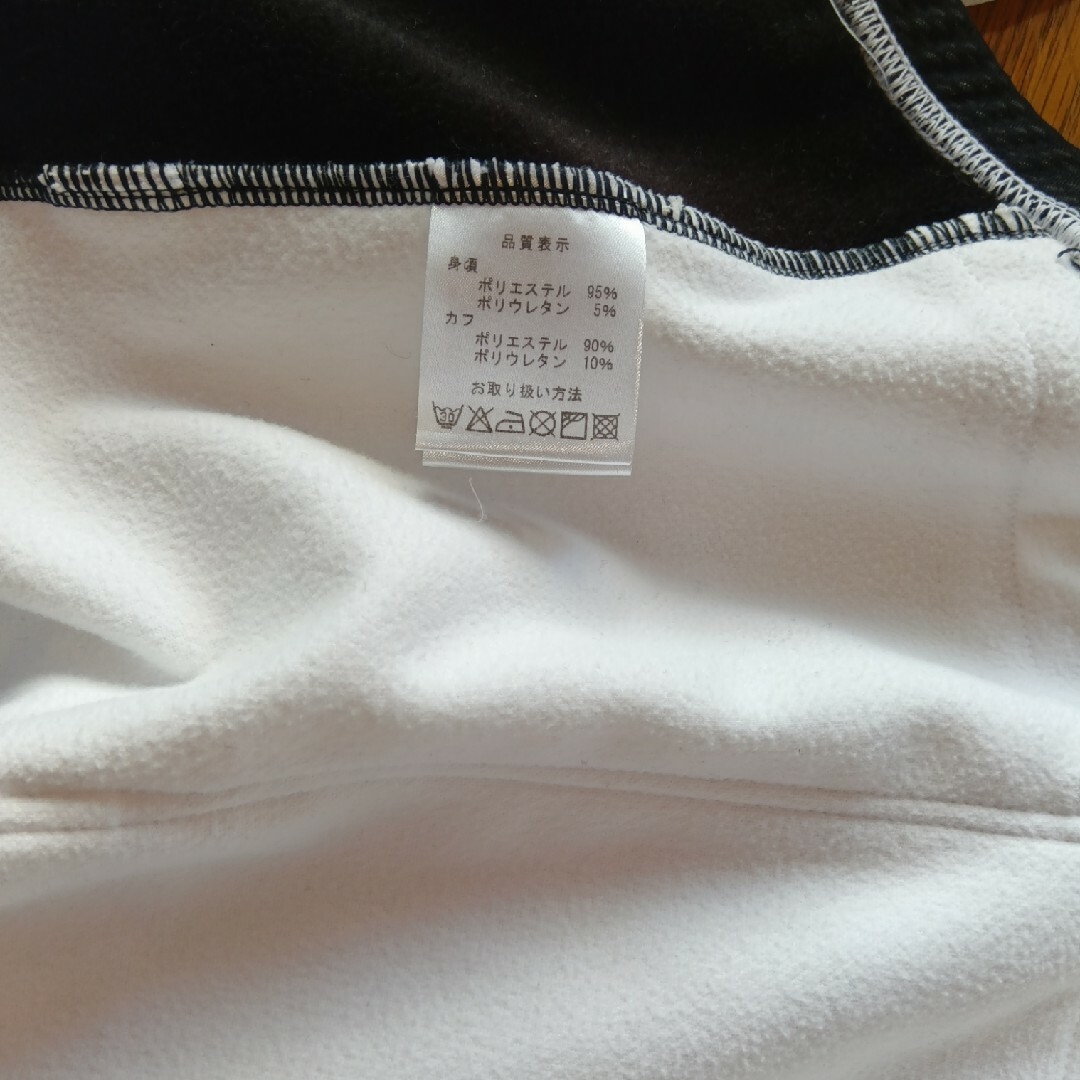 品質表示
身頃
ポリエステル 95%
ポリウレタン 5%
カフ
ポリエステル 90%
ポリウレタン 10%
お取り扱い方法
30